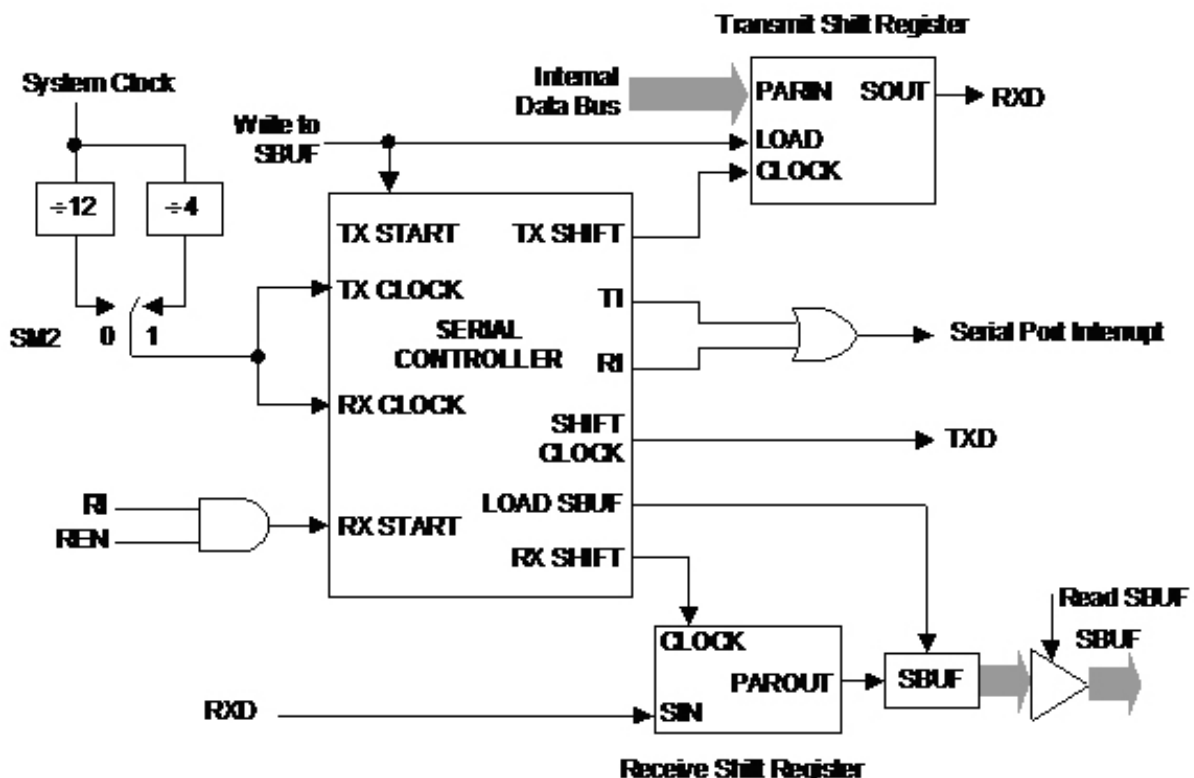 Transmit Shift Register
System Clock
Internal
Data Bus
PARIN
SOUT
RXD
Write to
SBUF
LOAD
CLOCK
÷12
÷4
TX START
TX SHIFT
TX CLOCK
TI
SM2
0
1
SERIAL
CONTROLLER
Serial Port Interrupt
RI
RX CLOCK
SHIFT
CLOCK
TXD
RI
REN
LOAD SBUF
RX START
RX SHIFT
Read SBUF
SBUF
CLOCK
PAROUT
SBUF
RXD
SIN
Receive Shift Register